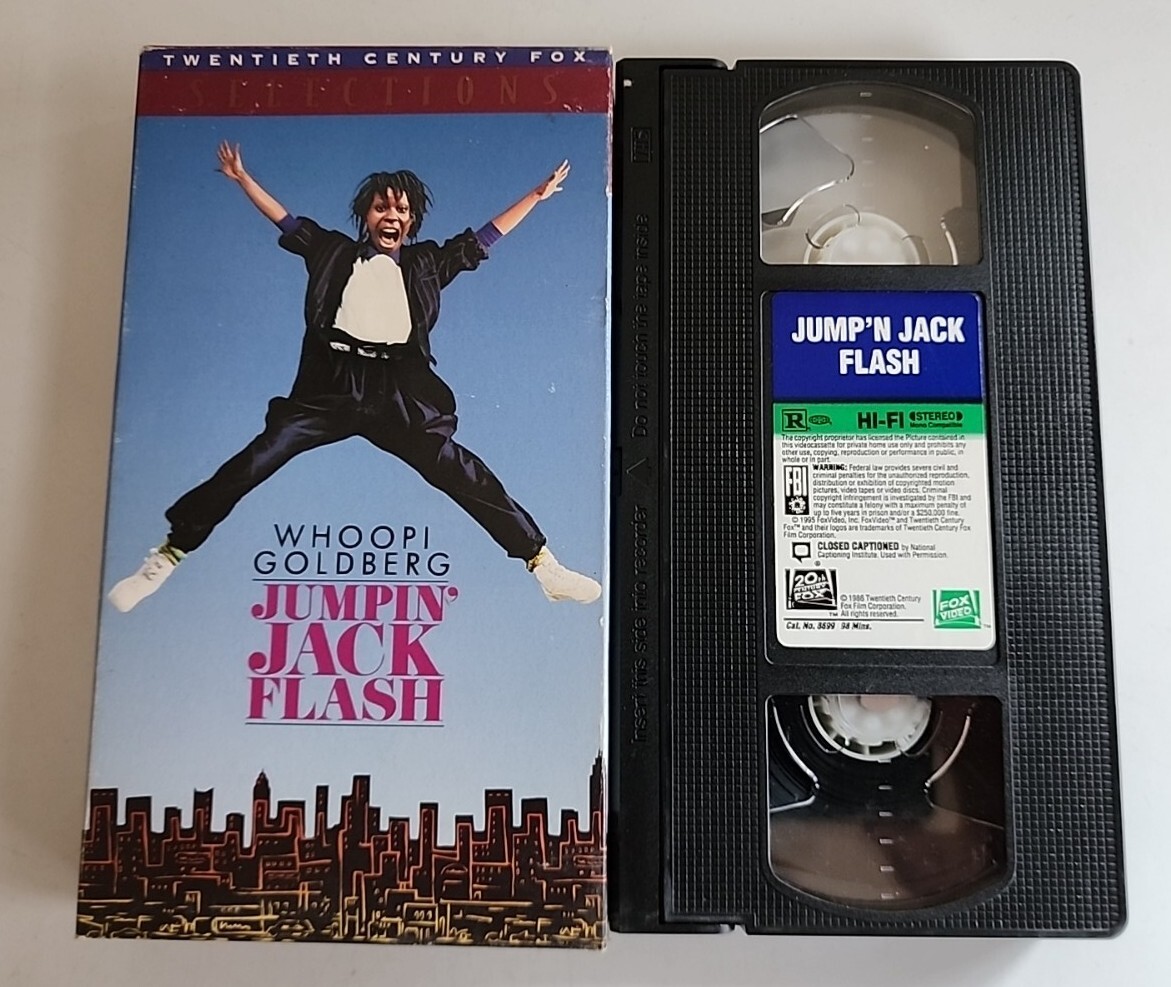 TWENTIETH CENTURY FOX
SELECTIONS
WHOOPI
GOLDBERG
JUMPIN'
JACK
FLASH
VHS
Do not touch the tape inside
Insert this side into recorder
JUMP'N JACK
FLASH
R
HI-FI STEREO
Mono Compatible
The copyright proprietor has licensed the Picture contained in
this videocassette for private home use only and prohibits any
other use, copying, reproduction or performance in public, in
whole or in part.
FBI
WARNING: Federal law provides severe civil and
criminal penalties for the unauthorized reproduction,
distribution or exhibition of copyrighted motion
pictures, video tapes or video discs. Criminal
copyright infringement is investigated by the FBI and
may constitute a felony with a maximum penalty of
up to five years in prison and/or a $250,000 fine.
© 1995 FoxVideo, Inc. FoxVideo™ and Twentieth Century
Fox™ and their logos are trademarks of Twentieth Century Fox
Film Corporation.
CLOSED CAPTIONED by National
Captioning Institute. Used with Permission.
®
20th
CENTURY
FOX
TM
© 1986 Twentieth Century
Fox Film Corporation.
All rights reserved.
FOX
VIDEO
TM
Cat. No. 8699 98 Mins.